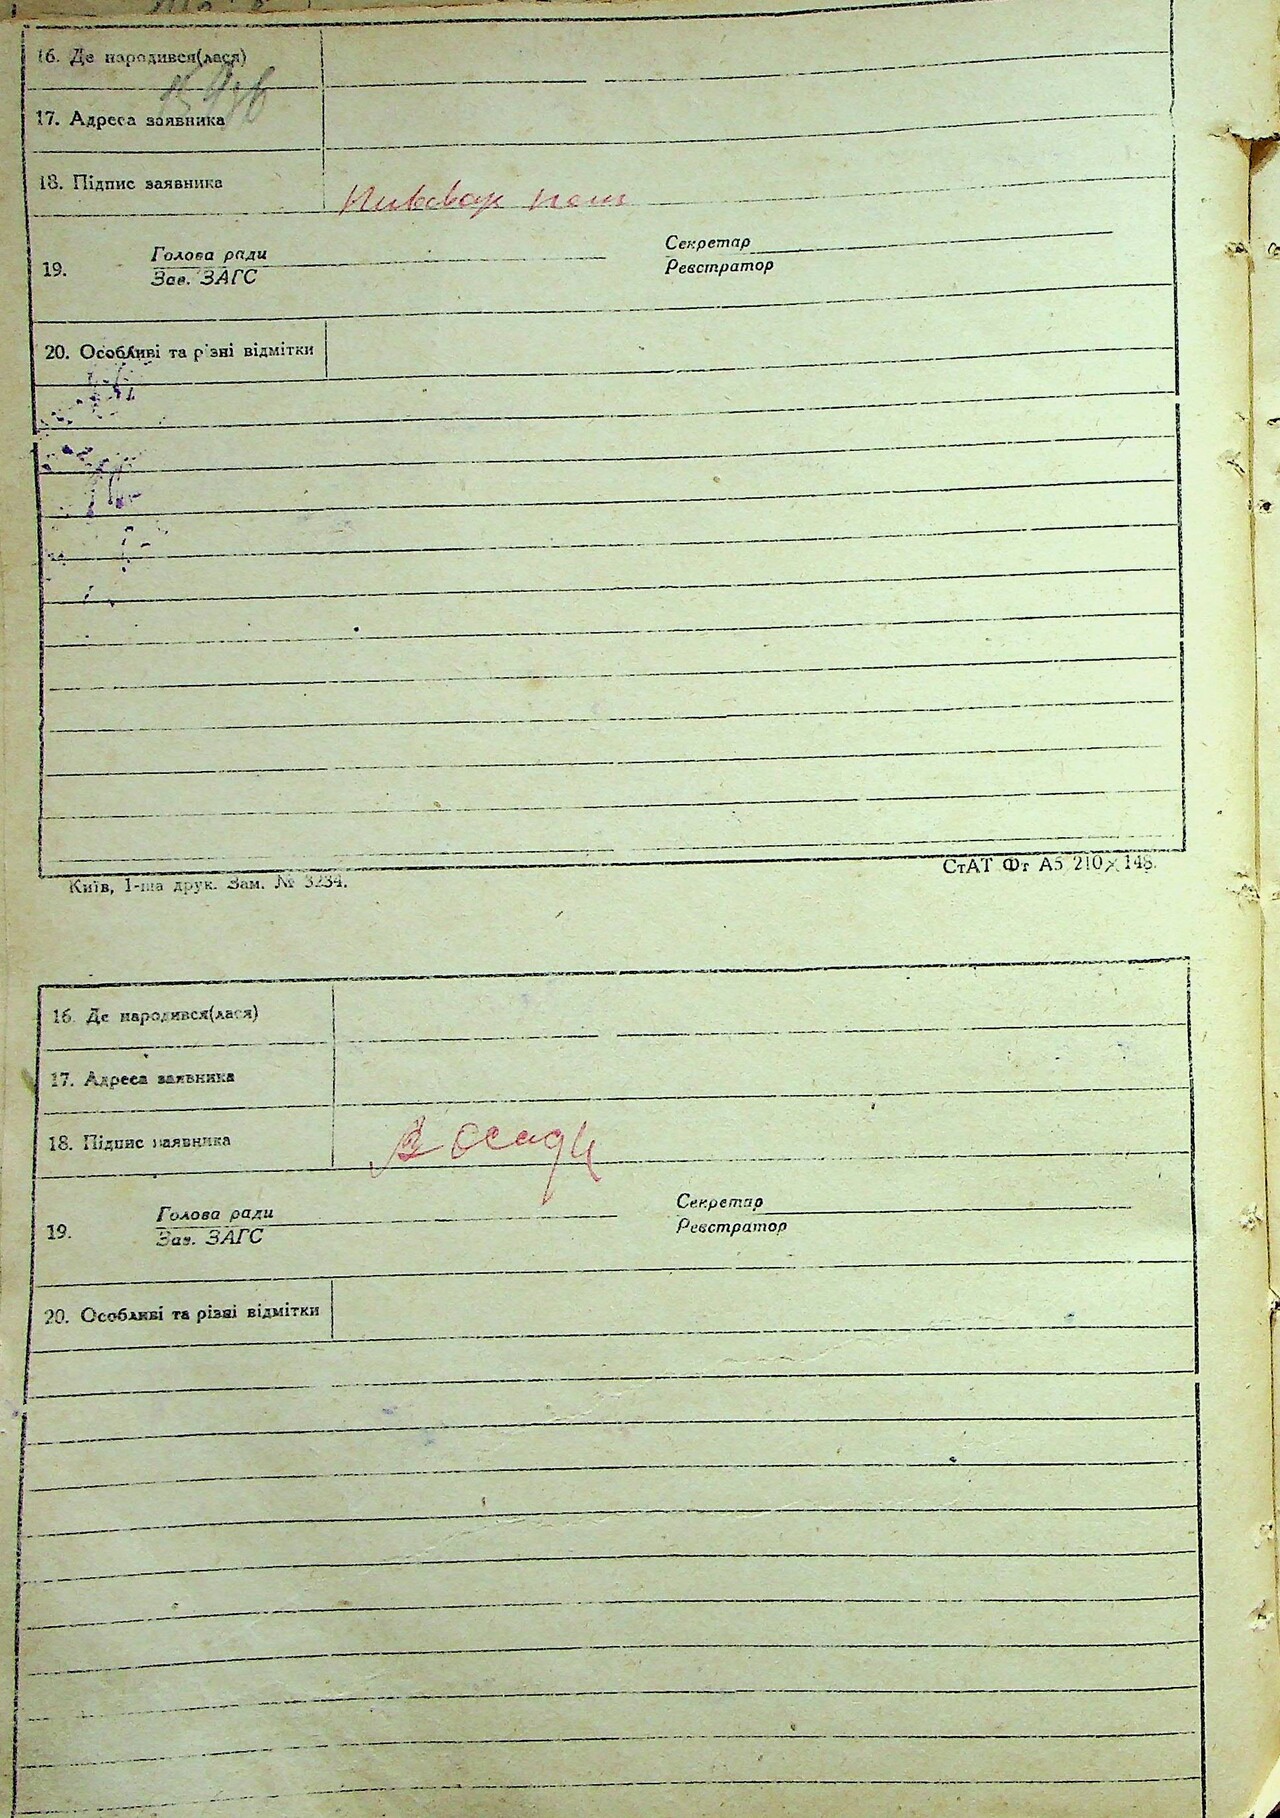 16. Де народився(лася)
17. Адреса заявника
18. Підпис заявника Пивовар
19. Голова ради Секретар
Зав. ЗАГС Реєстратор
20. Особливі та різні відмітки
Київ, 1-ша друк. Зам. № 3234. СтАТ Фт А5 210×148.
16. Де народився(лася)
17. Адреса заявника
18. Підпис заявника
19. Голова ради Секретар
Зав. ЗАГС Реєстратор
20. Особливі та різні відмітки